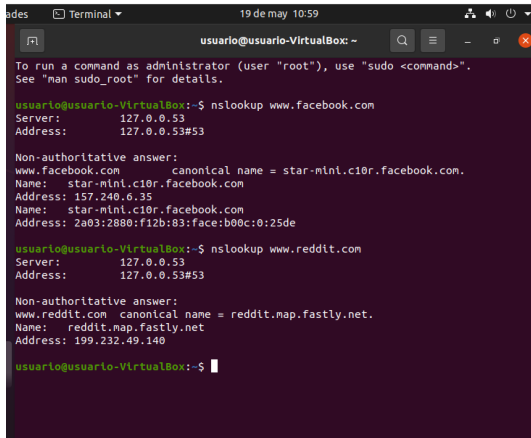 ades Terminal 19 de may 10:59
usuario@usuario-VirtualBox: ~
To run a command as administrator (user "root"), use "sudo <command>".
See "man sudo_root" for details.
usuario@usuario-VirtualBox:~$ nslookup www.facebook.com
Server: 127.0.0.53
Address: 127.0.0.53#53
Non-authoritative answer:
www.facebook.com canonical name = star-mini.c10r.facebook.com.
Name: star-mini.c10r.facebook.com
Address: 157.240.6.35
Name: star-mini.c10r.facebook.com
Address: 2a03:2880:f12b:83:face:b00c:0:25de
usuario@usuario-VirtualBox:~$ nslookup www.reddit.com
Server: 127.0.0.53
Address: 127.0.0.53#53
Non-authoritative answer:
www.reddit.com canonical name = reddit.map.fastly.net.
Name: reddit.map.fastly.net
Address: 199.232.49.140
usuario@usuario-VirtualBox:~$